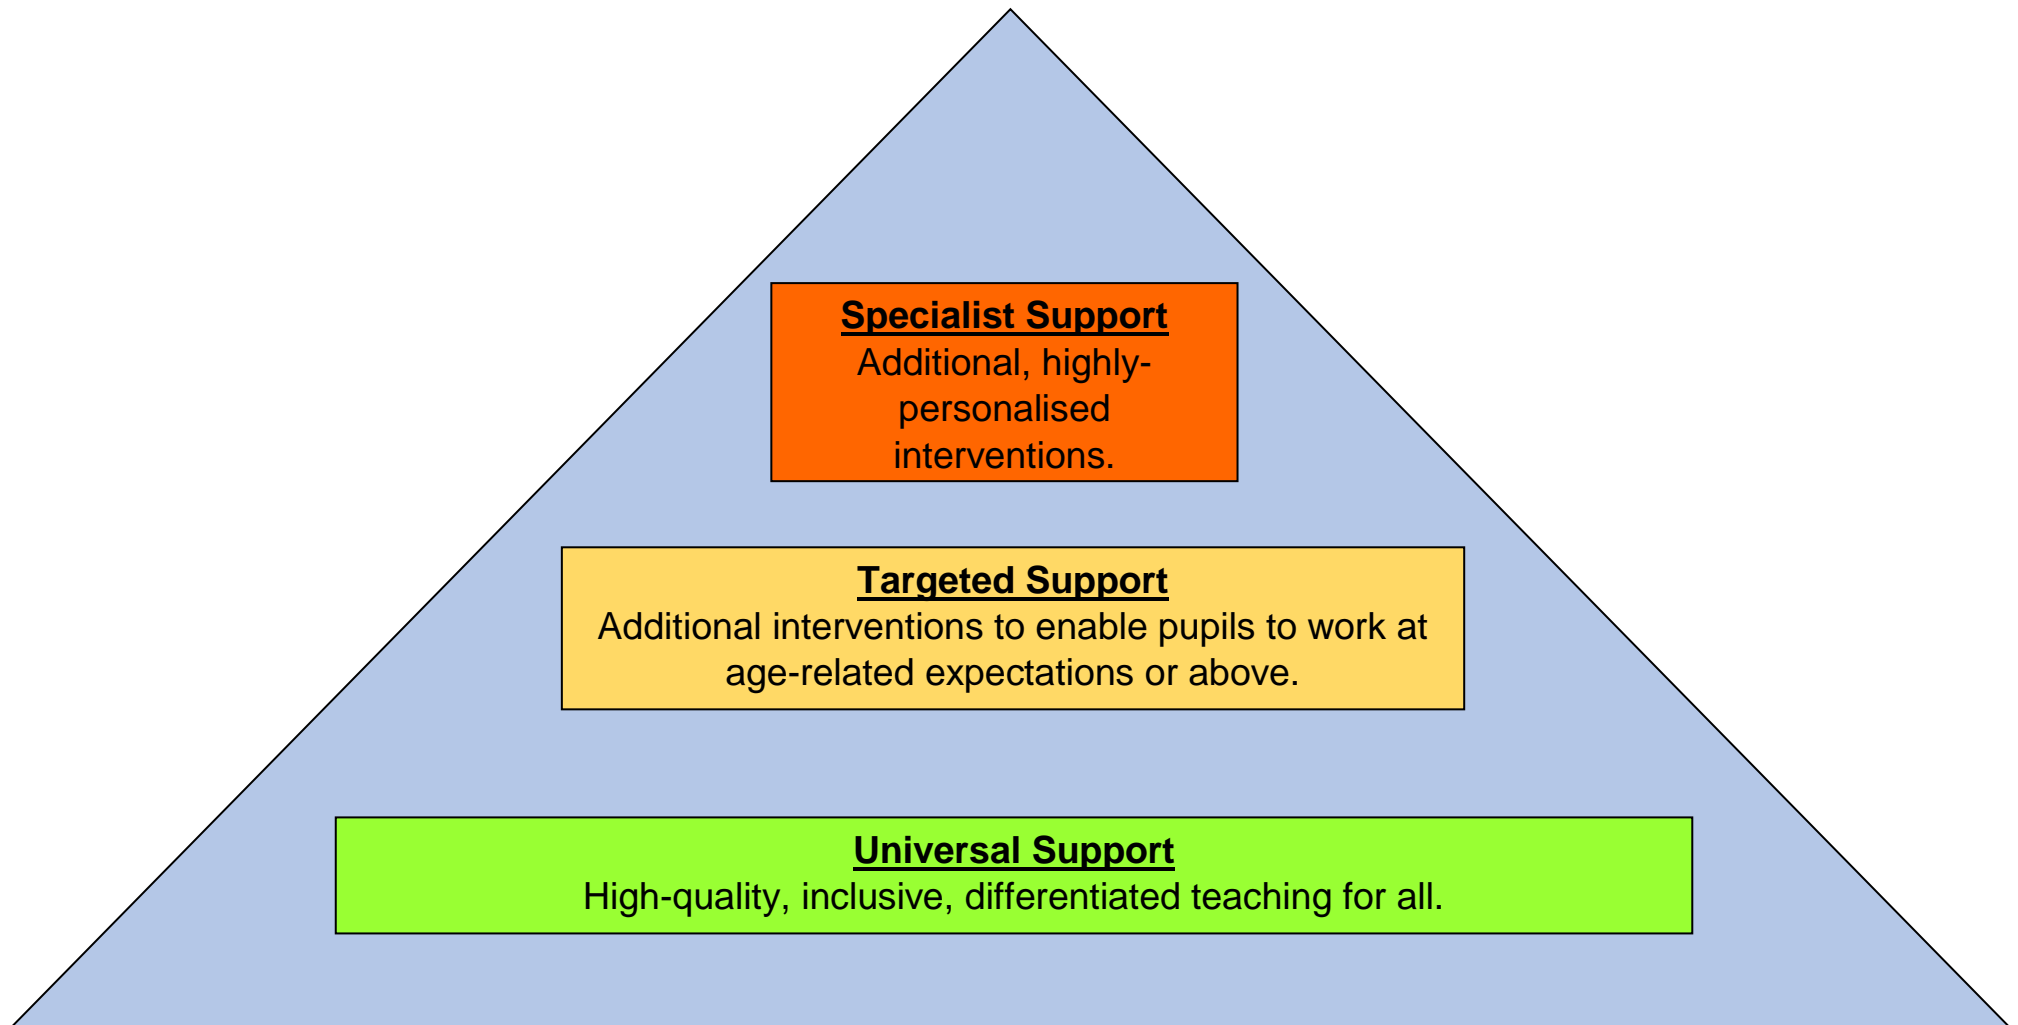 Specialist Support
Additional, highly-
personalised
interventions.
Targeted Support
Additional interventions to enable pupils to work at
age-related expectations or above.
Universal Support
High-quality, inclusive, differentiated teaching for all.